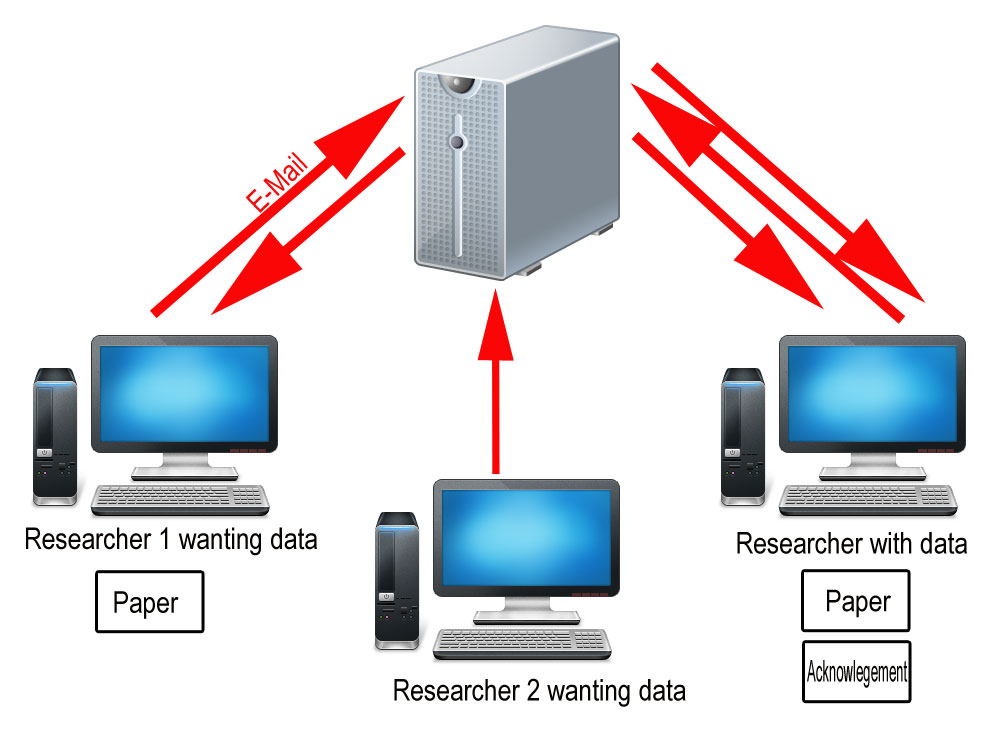 E-Mail
Researcher 1 wanting data
Paper
Researcher 2 wanting data
Researcher with data
Paper
Acknowlegement